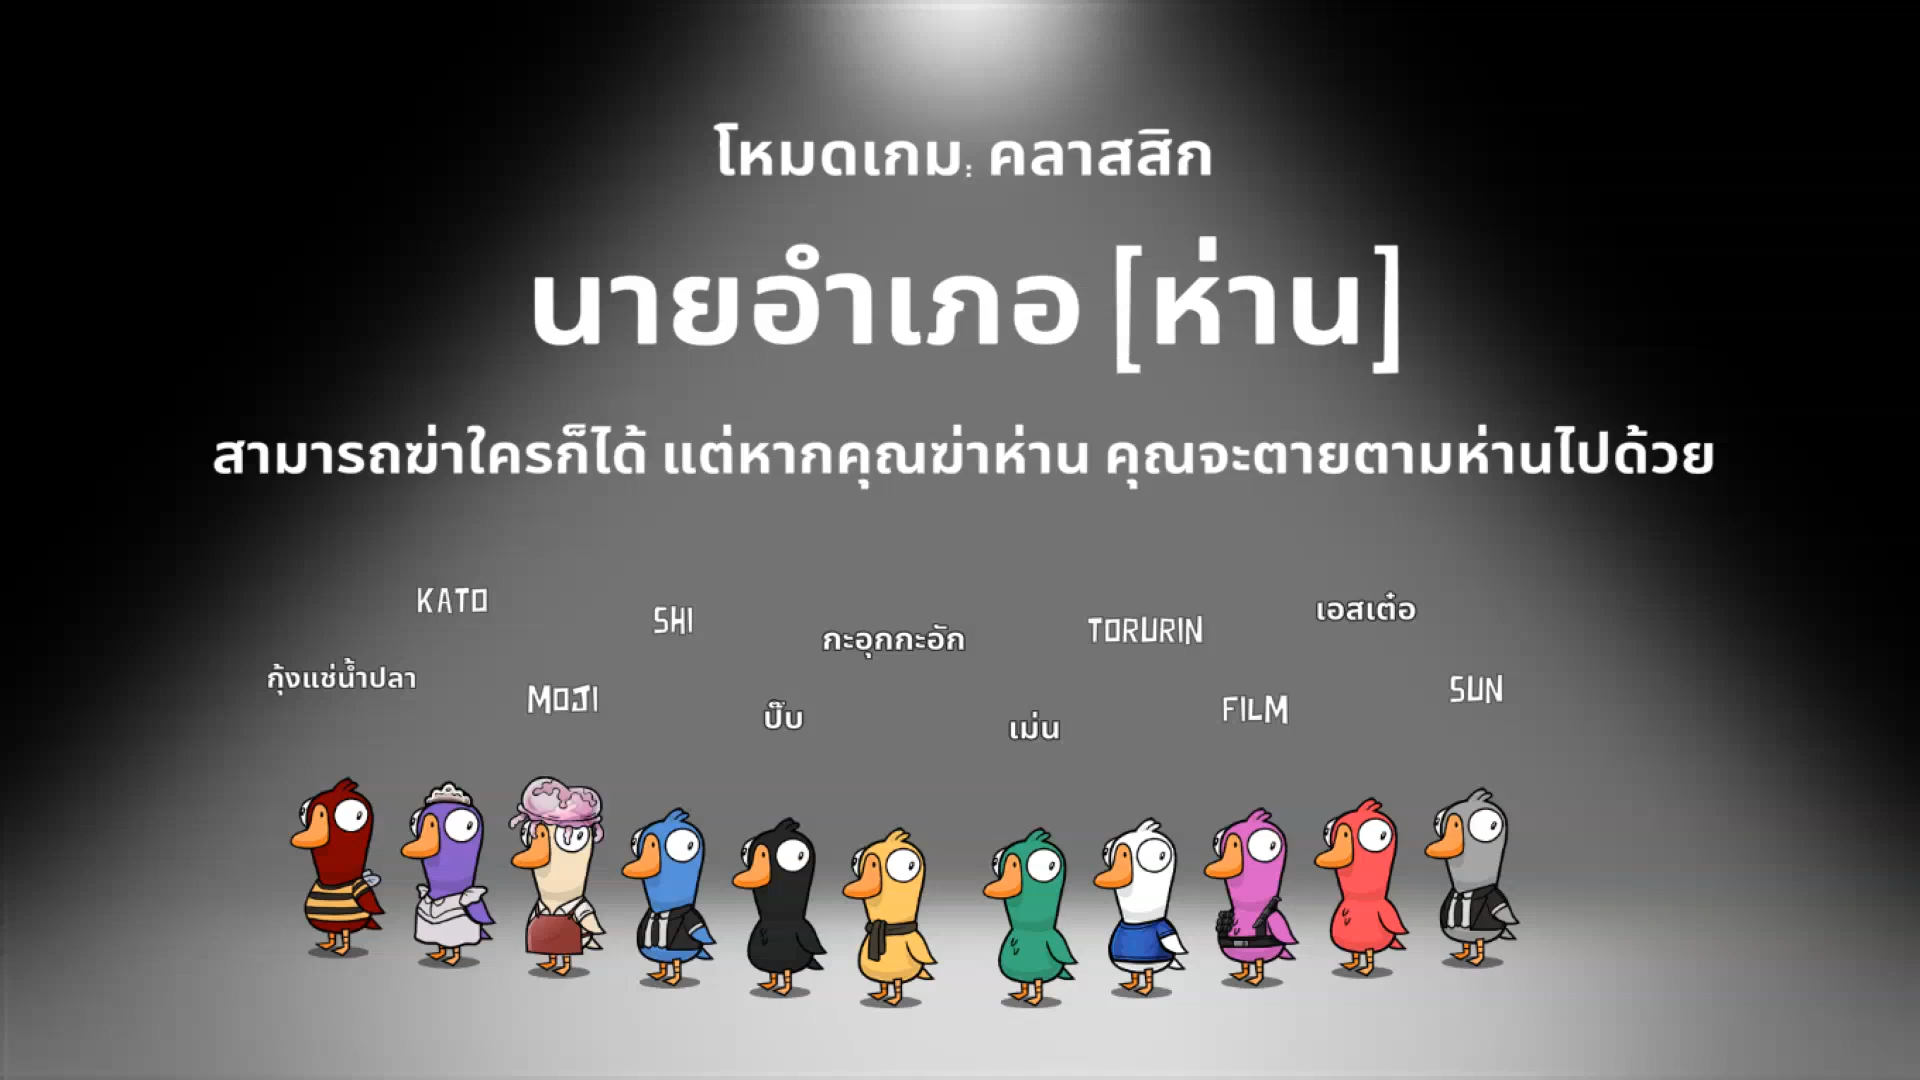 โหมดเกม: คลาสสิก
นายอำเภอ [ห่าน]
สามารถฆ่าใครก็ได้ แต่หากคุณฆ่าห่าน คุณจะตายตามห่านไปด้วย
กุ้งแช่น้ำปลา
KATO
MOJI
SHI
ปั๊บ
กะอุกกะอัก
เม่น
TORURIN
FILM
เอสเต๋อ
SUN